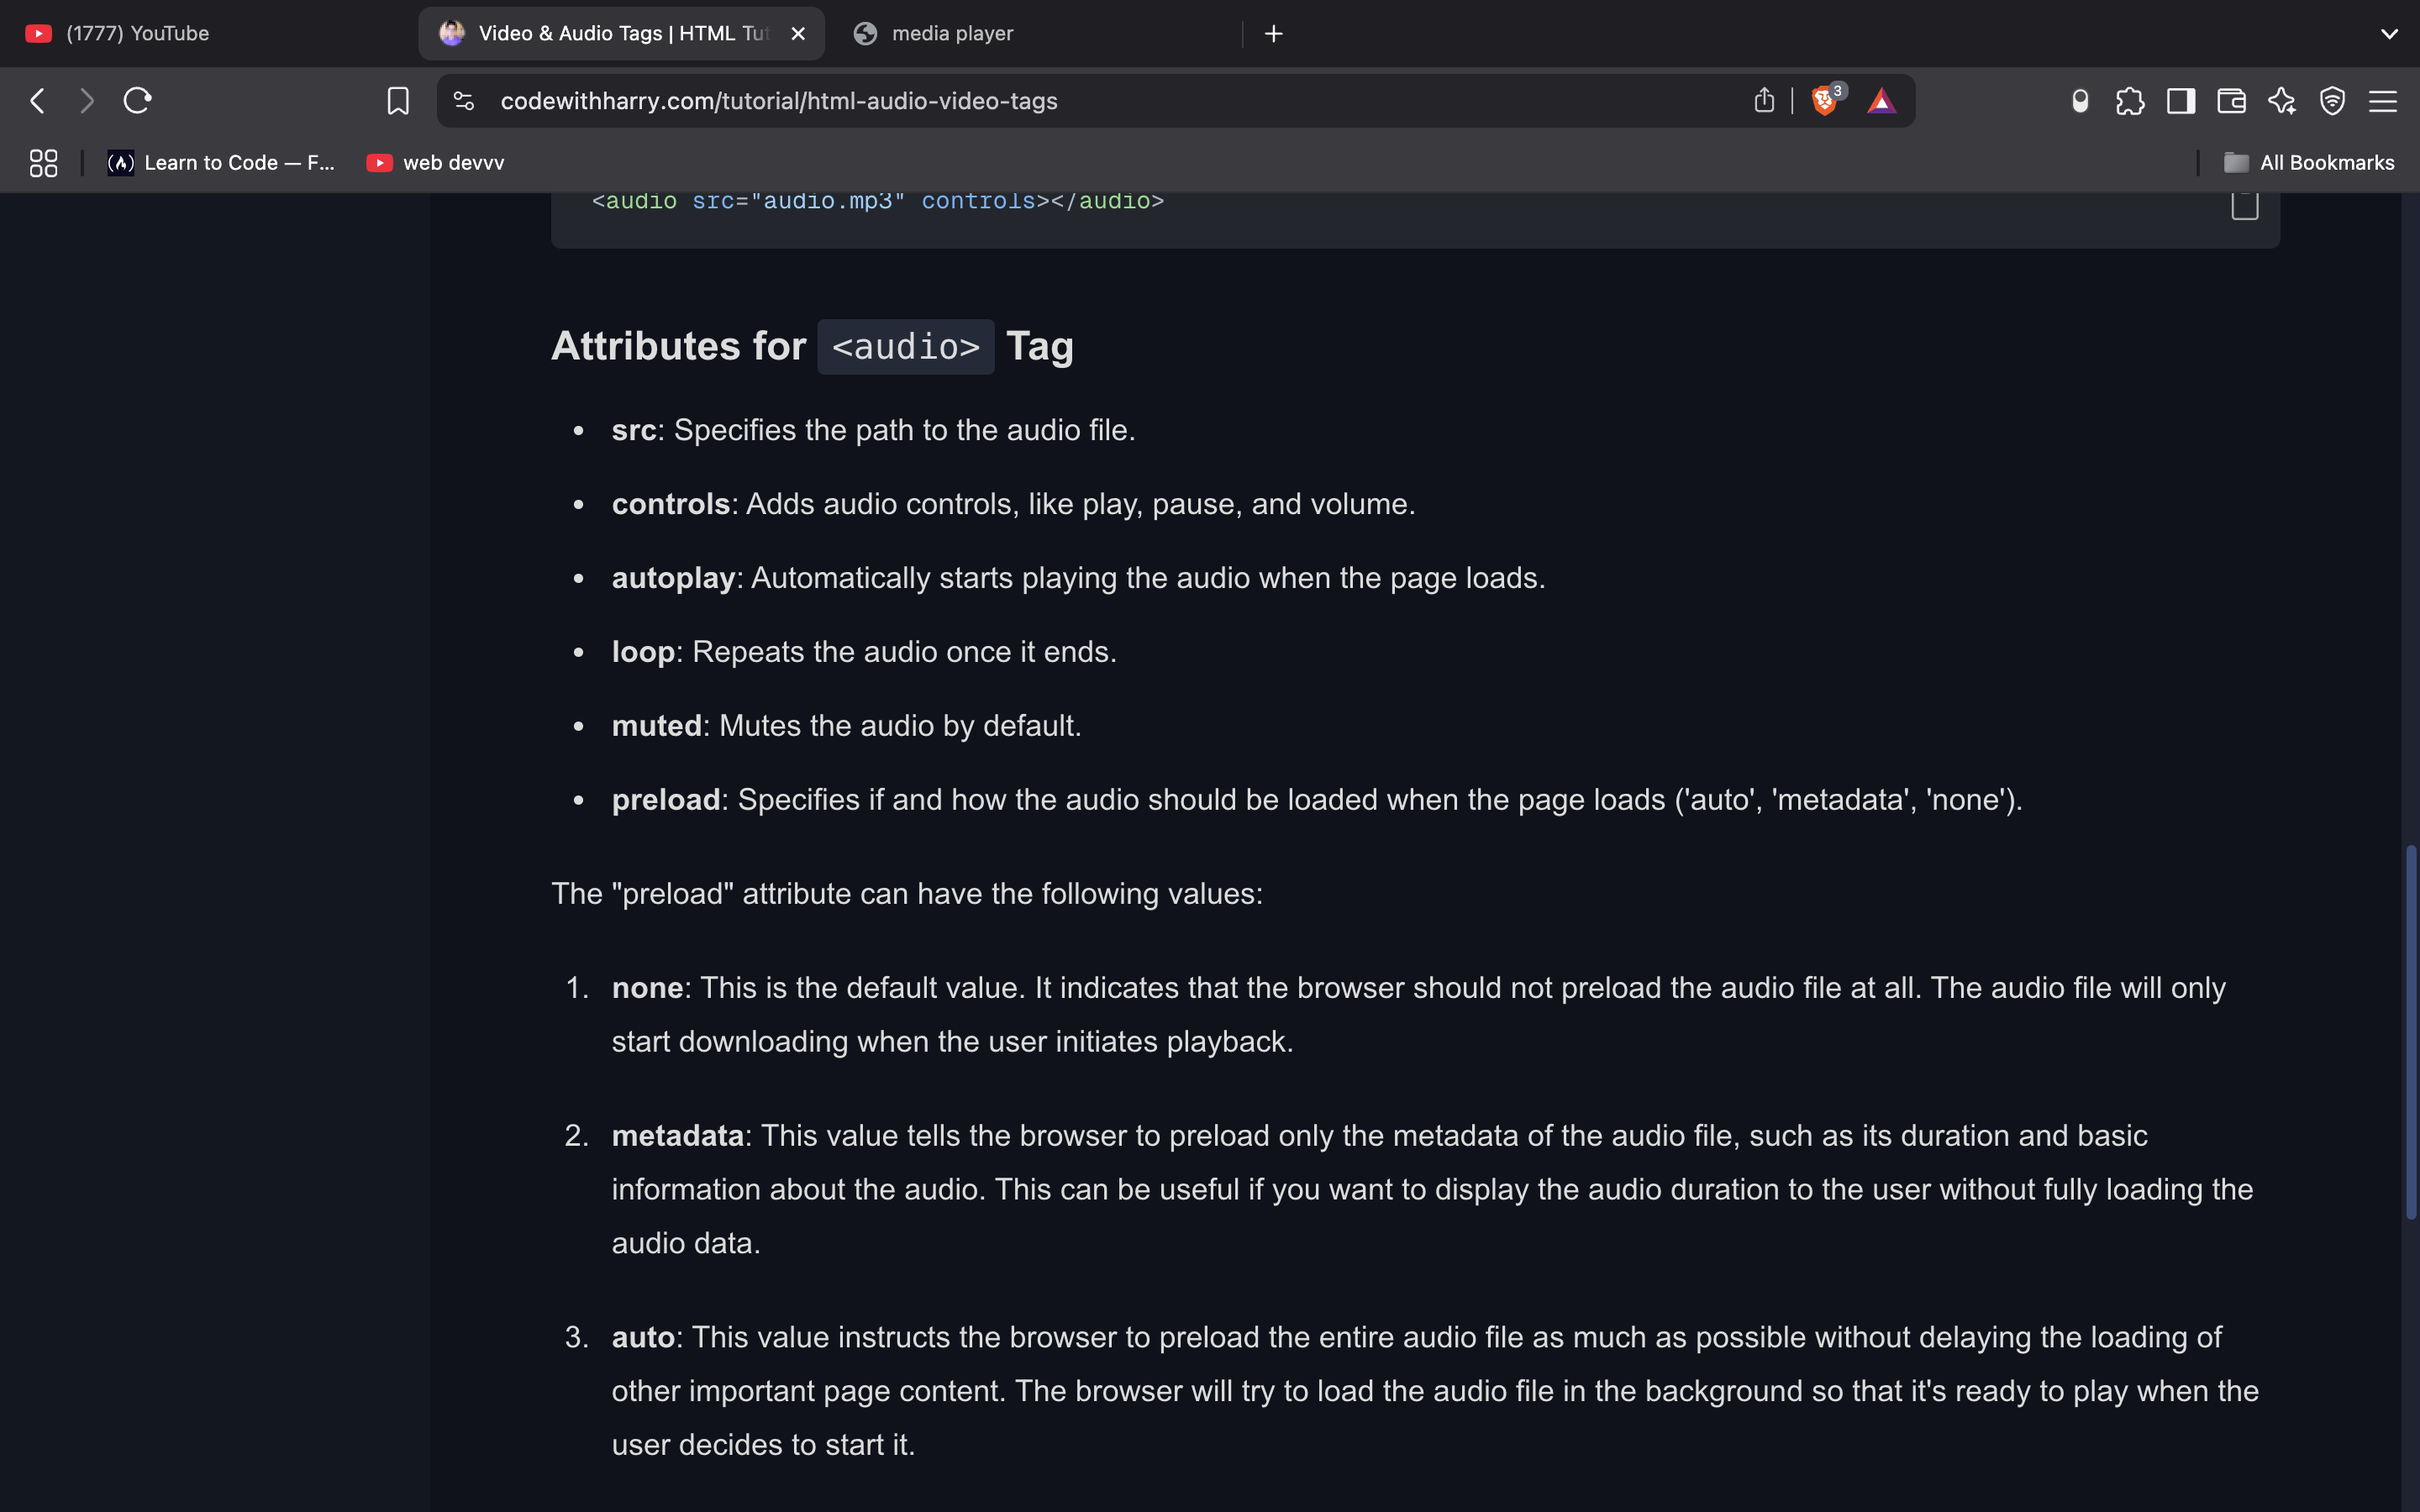 (1777) YouTube
Video & Audio Tags | HTML Tut
media player
codewithharry.com/tutorial/html-audio-video-tags
3
Learn to Code — F...
web devvv
All Bookmarks
<audio src="audio.mp3" controls></audio>
Attributes for <audio> Tag
• src: Specifies the path to the audio file.
• controls: Adds audio controls, like play, pause, and volume.
• autoplay: Automatically starts playing the audio when the page loads.
• loop: Repeats the audio once it ends.
• muted: Mutes the audio by default.
• preload: Specifies if and how the audio should be loaded when the page loads ('auto', 'metadata', 'none').
The "preload" attribute can have the following values:
1. none: This is the default value. It indicates that the browser should not preload the audio file at all. The audio file will only
start downloading when the user initiates playback.
2. metadata: This value tells the browser to preload only the metadata of the audio file, such as its duration and basic
information about the audio. This can be useful if you want to display the audio duration to the user without fully loading the
audio data.
3. auto: This value instructs the browser to preload the entire audio file as much as possible without delaying the loading of
other important page content. The browser will try to load the audio file in the background so that it's ready to play when the
user decides to start it.